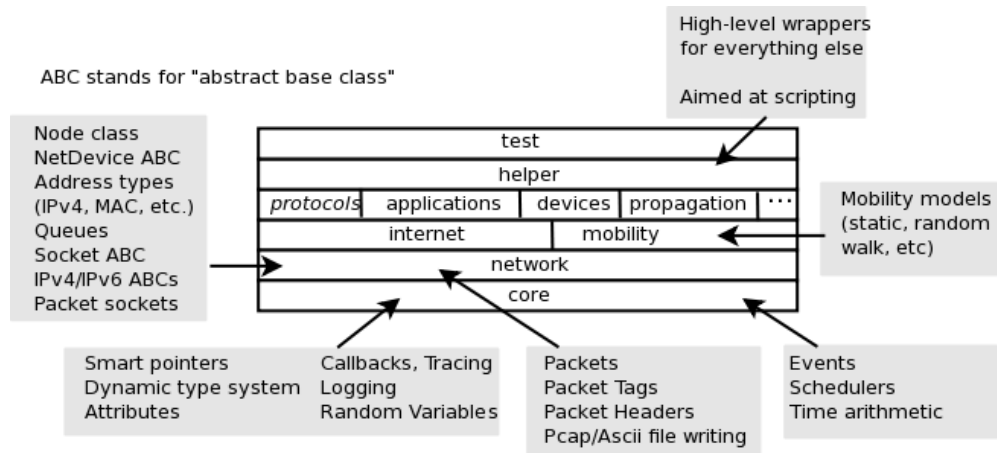 High-level wrappers
for everything else
Aimed at scripting
ABC stands for "abstract base class"
Node class
NetDevice ABC
Address types
(IPv4, MAC, etc.)
Queues
Socket ABC
IPv4/IPv6 ABCs
Packet sockets
test
helper
protocols applications devices propagation ...
internet mobility
network
core
Mobility models
(static, random
walk, etc)
Smart pointers
Dynamic type system
Attributes
Callbacks, Tracing
Logging
Random Variables
Packets
Packet Tags
Packet Headers
Pcap/Ascii file writing
Events
Schedulers
Time arithmetic